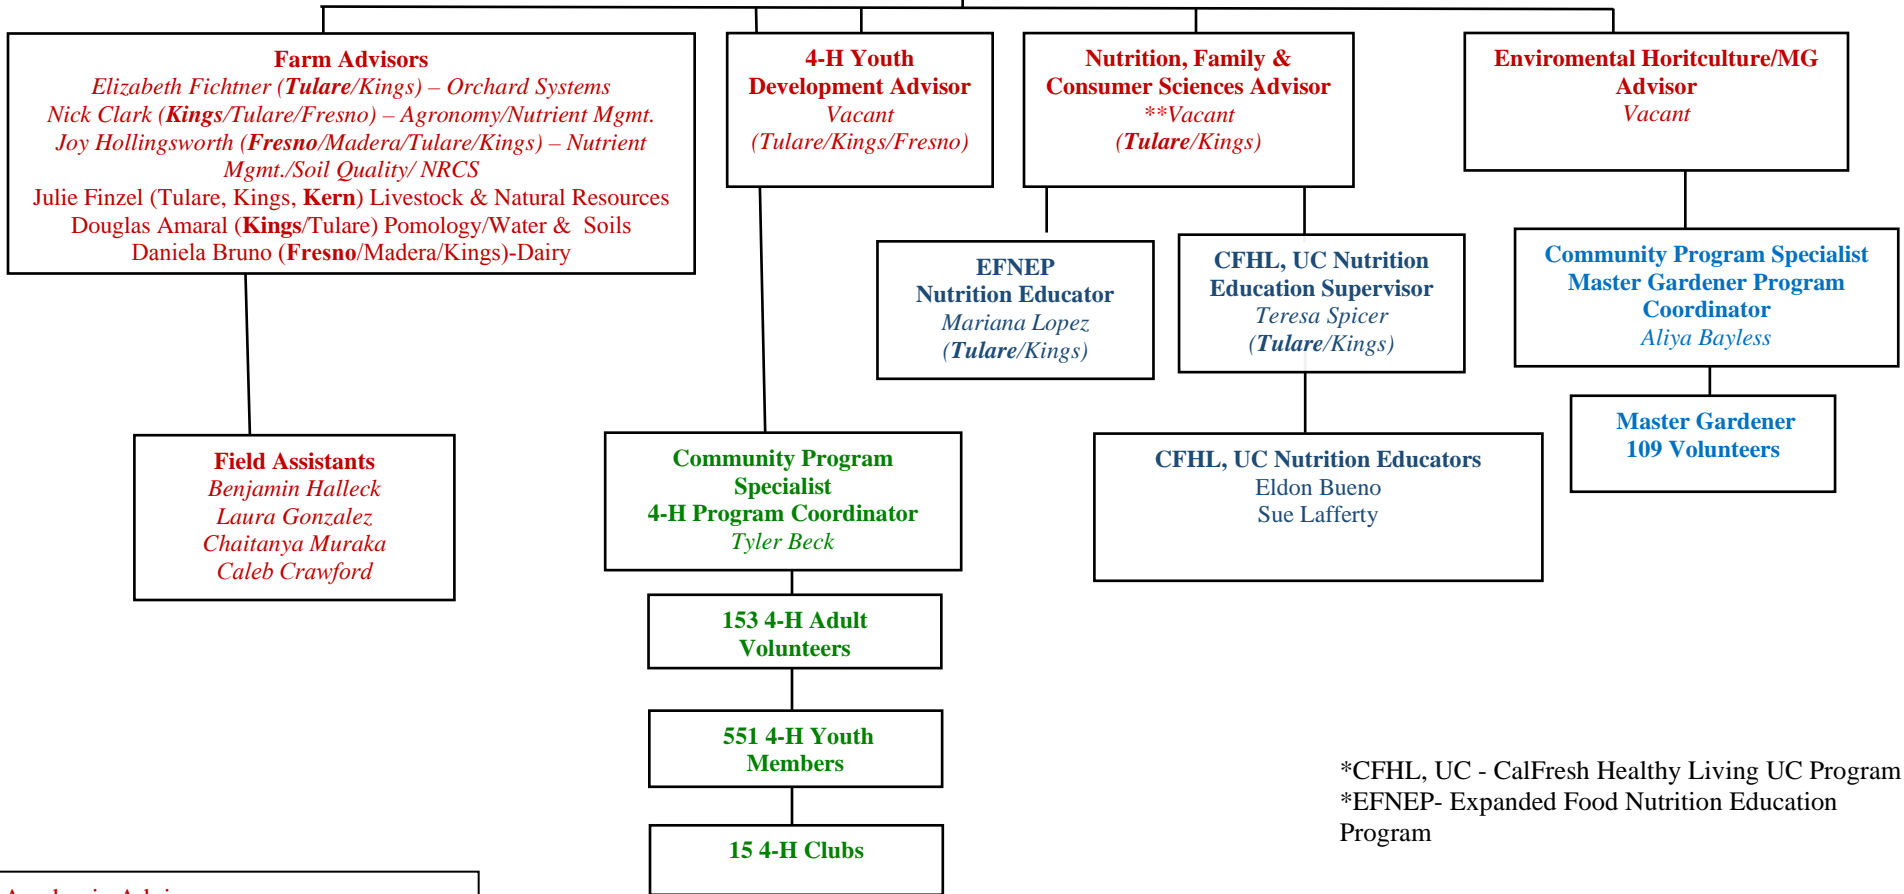 Farm Advisors
Elizabeth Fichtner (Tulare/Kings) – Orchard Systems
Nick Clark (Kings/Tulare/Fresno) – Agronomy/Nutrient Mgmt.
Joy Hollingsworth (Fresno/Madera/Tulare/Kings) – Nutrient
Mgmt./Soil Quality/ NRCS
Julie Finzel (Tulare, Kings, Kern) Livestock & Natural Resources
Douglas Amaral (Kings/Tulare) Pomology/Water & Soils
Daniela Bruno (Fresno/Madera/Kings)-Dairy
4-H Youth
Development Advisor
Vacant
(Tulare/Kings/Fresno)
Nutrition, Family &
Consumer Sciences Advisor
**Vacant
(Tulare/Kings)
Enviromental Horitculture/MG
Advisor
Vacant
EFNEP
Nutrition Educator
Mariana Lopez
(Tulare/Kings)
CFHL, UC Nutrition
Education Supervisor
Teresa Spicer
(Tulare/Kings)
Community Program Specialist
Master Gardener Program
Coordinator
Aliya Bayless
Master Gardener
109 Volunteers
Field Assistants
Benjamin Halleck
Laura Gonzalez
Chaitanya Muraka
Caleb Crawford
Community Program
Specialist
4-H Program Coordinator
Tyler Beck
CFHL, UC Nutrition Educators
Eldon Bueno
Sue Lafferty
153 4-H Adult
Volunteers
551 4-H Youth
Members
15 4-H Clubs
*CFHL, UC - CalFresh Healthy Living UC Program
*EFNEP- Expanded Food Nutrition Education
Program